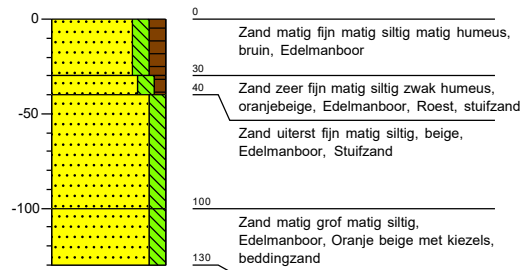 0
-50
-100
0
Zand matig fijn matig siltig matig humeus,
bruin, Edelmanboor
30
Zand zeer fijn matig siltig zwak humeus,
oranjebeige, Edelmanboor, Roest, stuifzand
40
Zand uiterst fijn matig siltig, beige,
Edelmanboor, Stuifzand
100
Zand matig grof matig siltig,
Edelmanboor, Oranje beige met kiezels,
beddingzand
130